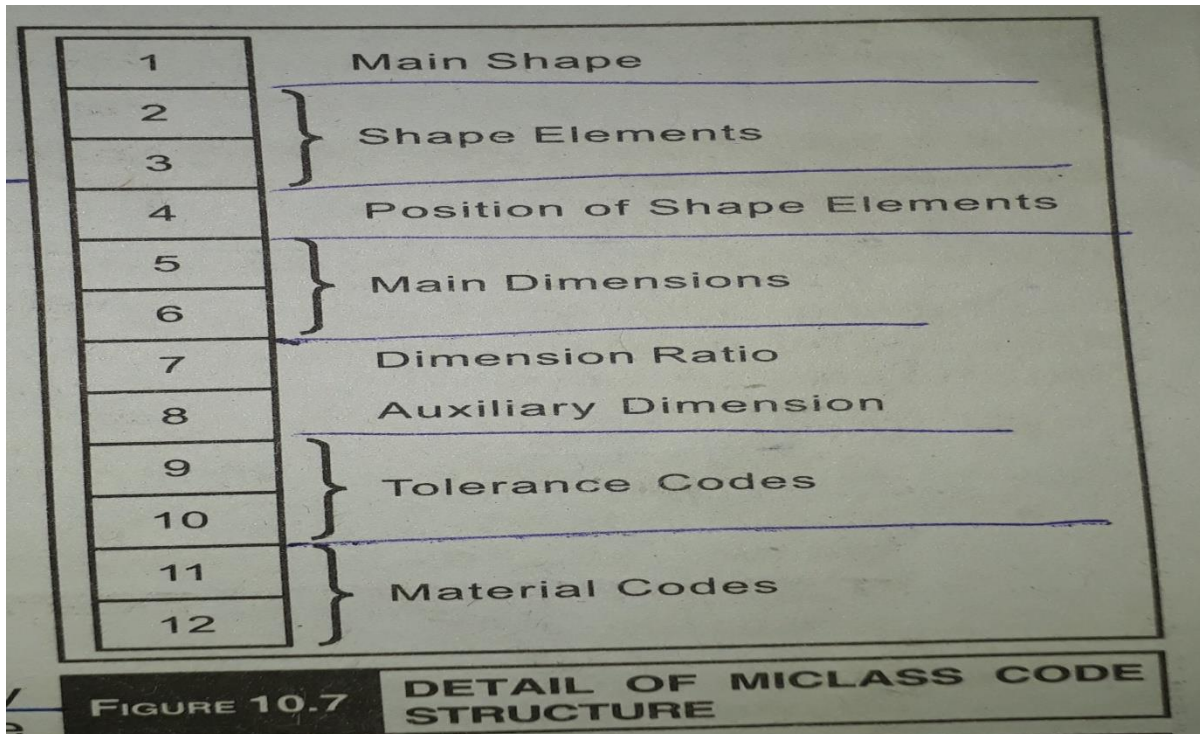 1 Main Shape
2
Shape Elements
3
4 Position of Shape Elements
5
Main Dimensions
6
7 Dimension Ratio
8 Auxiliary Dimension
9
Tolerance Codes
10
11
Material Codes
12
FIGURE 10.7 DETAIL OF MICLASS CODE
STRUCTURE